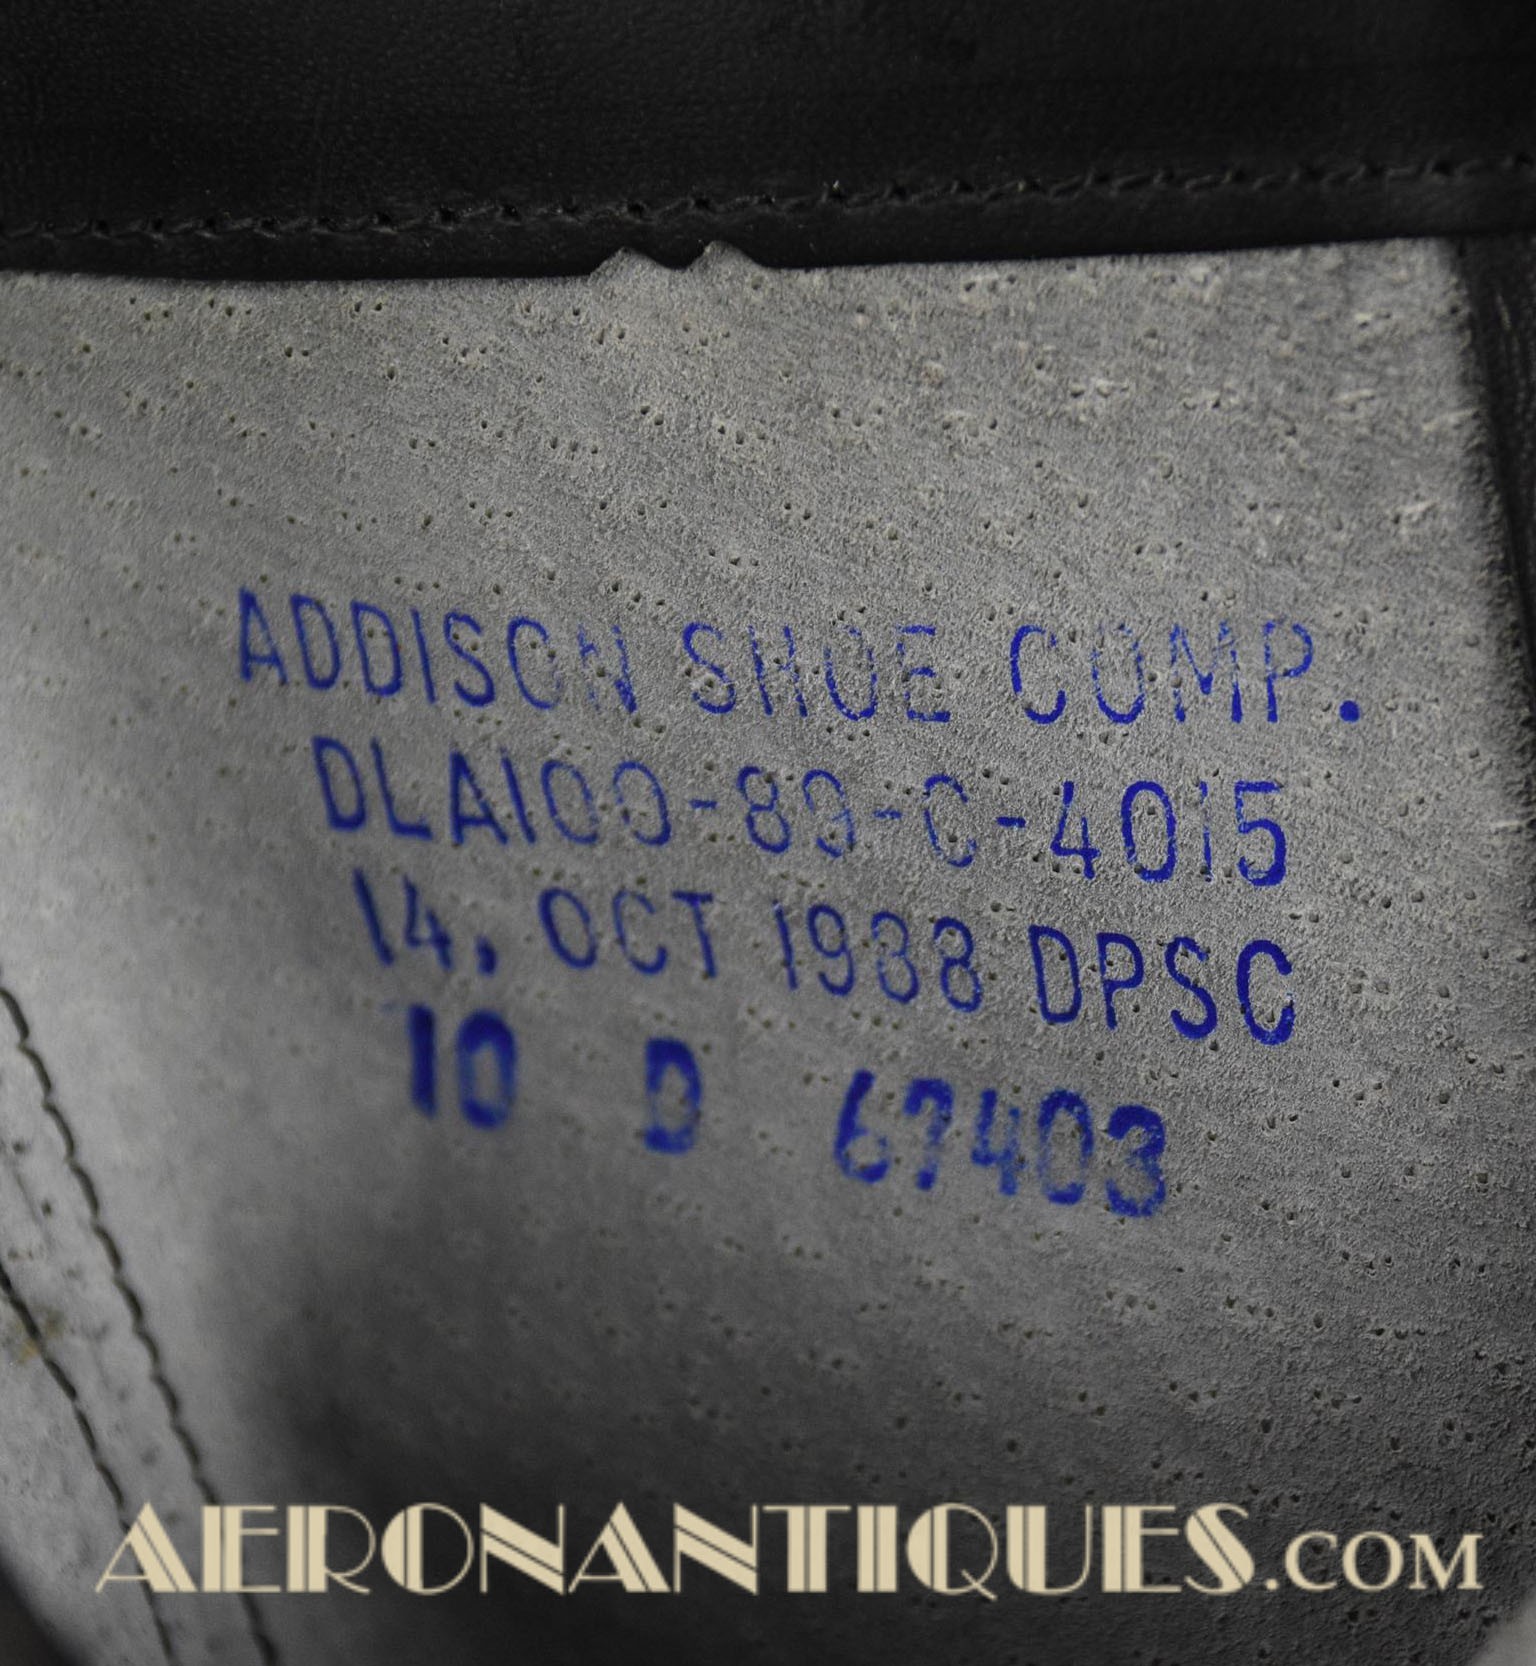 ADDISON SHOE COMP.
DLA100-89-C-4015
14, OCT 1988 DPSC
10 D 67403
AERONANTIQUES.COM